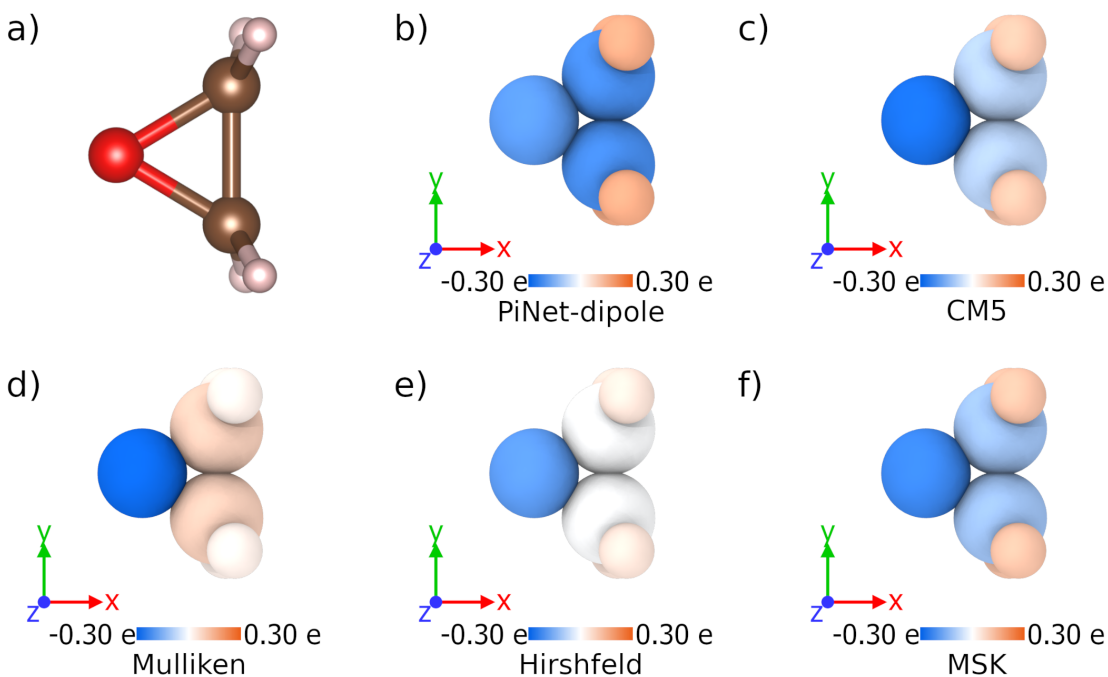 a)
b)
c)
y
z
x
-0.30 e 0.30 e
PiNet-dipole
y
z
x
-0.30 e 0.30 e
CM5
d)
e)
f)
y
z
x
-0.30 e 0.30 e
Mulliken
y
z
x
-0.30 e 0.30 e
Hirshfeld
y
z
x
-0.30 e 0.30 e
MSK